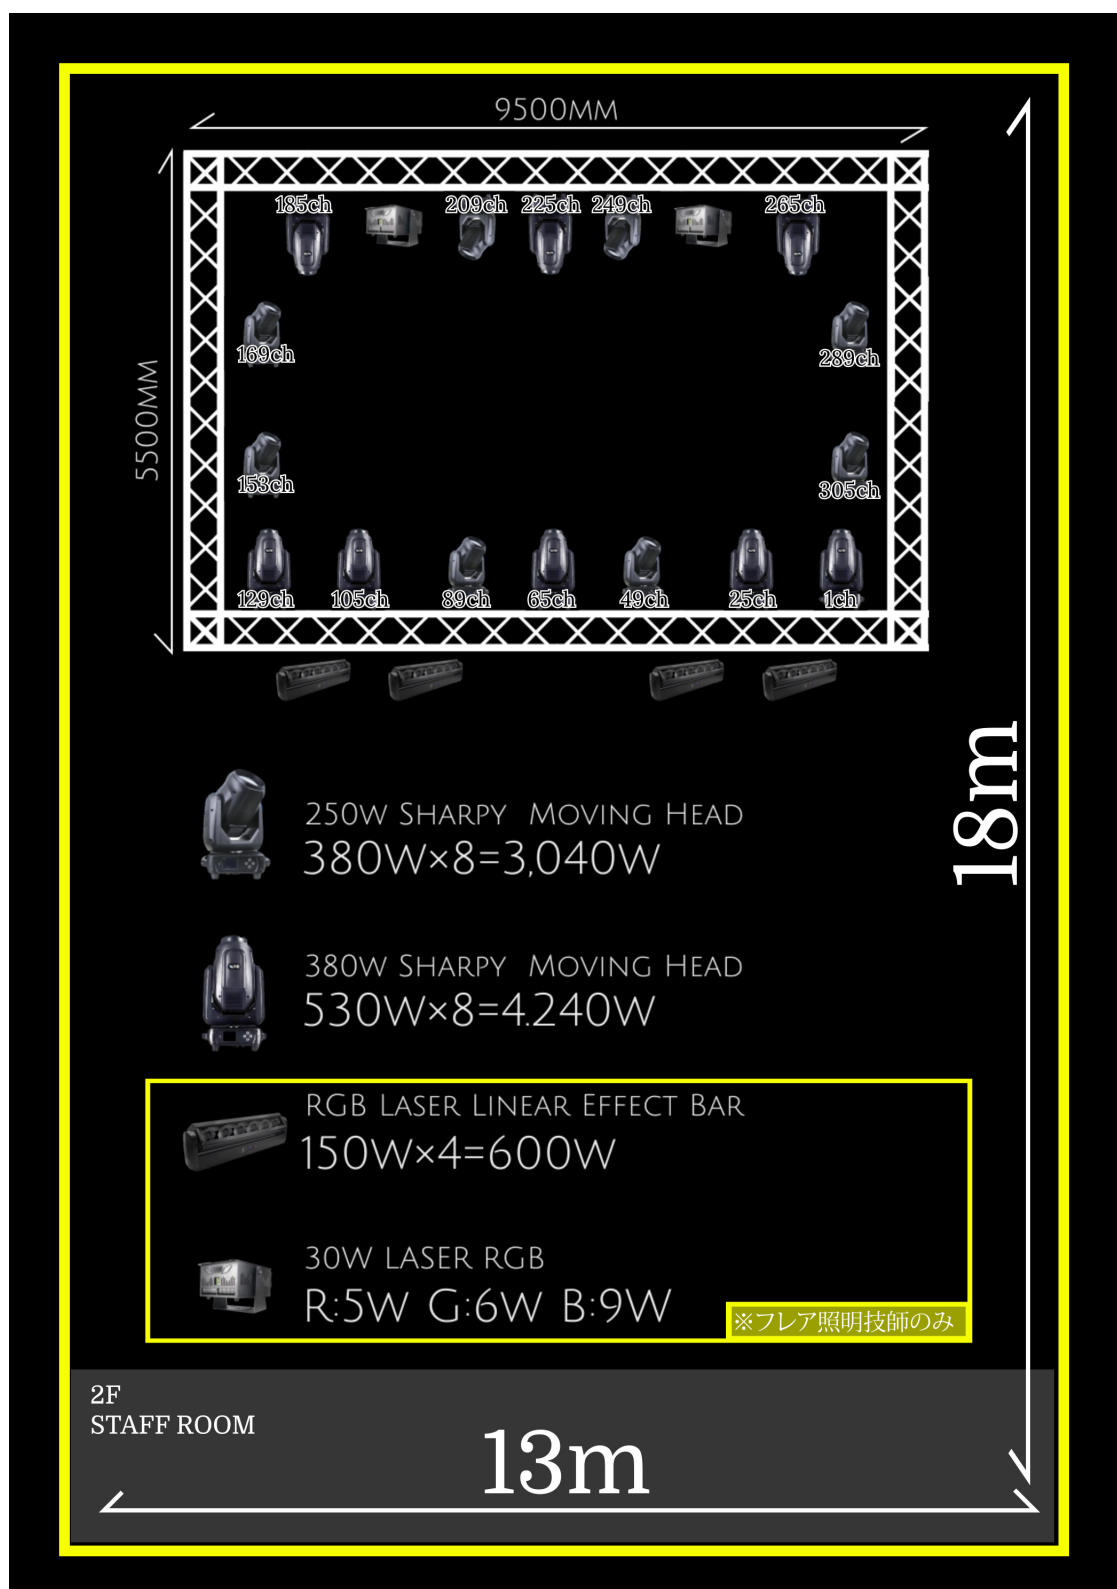 9500MM
185ch 209ch 225ch 249ch 265ch
5500MM
169ch 289ch
153ch 305ch
129ch 105ch 89ch 65ch 49ch 25ch 1ch
18m
250W SHARPY MOVING HEAD
380W×8=3,040W
380W SHARPY MOVING HEAD
530W×8=4.240W
RGB LASER LINEAR EFFECT BAR
150W×4=600W
30W LASER RGB
R:5W G:6W B:9W
※フレア照明技師のみ
2F
STAFF ROOM
13m